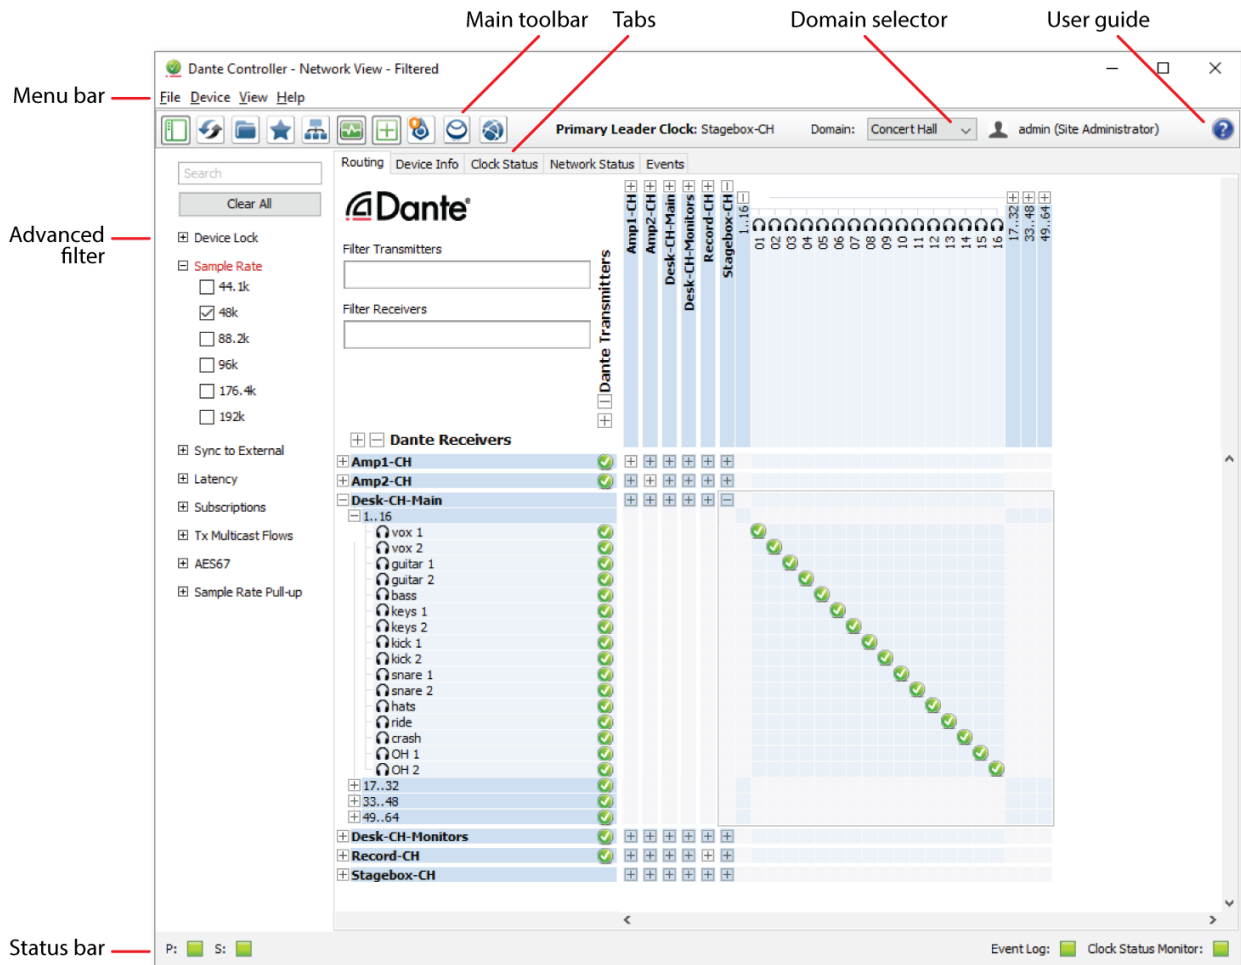 Main toolbar Tabs Domain selector User guide
Dante Controller - Network View - Filtered
Menu bar
File Device View Help
Primary Leader Clock: Stagebox-CH Domain: Concert Hall admin (Site Administrator) ?
Search
Clear All
Advanced filter
Device Lock
Sample Rate
44.1k
48k
88.2k
96k
176.4k
192k
Sync to External
Latency
Subscriptions
Tx Multicast Flows
AES67
Sample Rate Pull-up
Routing Device Info Clock Status Network Status Events
Dante
Filter Transmitters
Filter Receivers
Dante Transmitters
Amp1-CH
Amp2-CH
Desk-CH-Main
Desk-CH-Monitors
Record-CH
Stagebox-CH
1..16
01 02 03 04 05 06 07 08 09 10 11 12 13 14 15 16
17..32
33..48
49..64
Dante Receivers
Amp1-CH
Amp2-CH
Desk-CH-Main
1..16
vox 1
vox 2
guitar 1
guitar 2
bass
keys 1
keys 2
kick 1
kick 2
snare 1
snare 2
hats
ride
crash
OH 1
OH 2
17..32
33..48
49..64
Desk-CH-Monitors
Record-CH
Stagebox-CH
Status bar
P: S: Event Log: Clock Status Monitor: